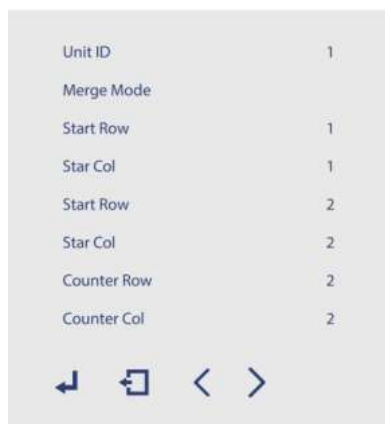 Unit ID 1
Merge Mode
Start Row 1
Star Col 1
Start Row 2
Star Col 2
Counter Row 2
Counter Col 2